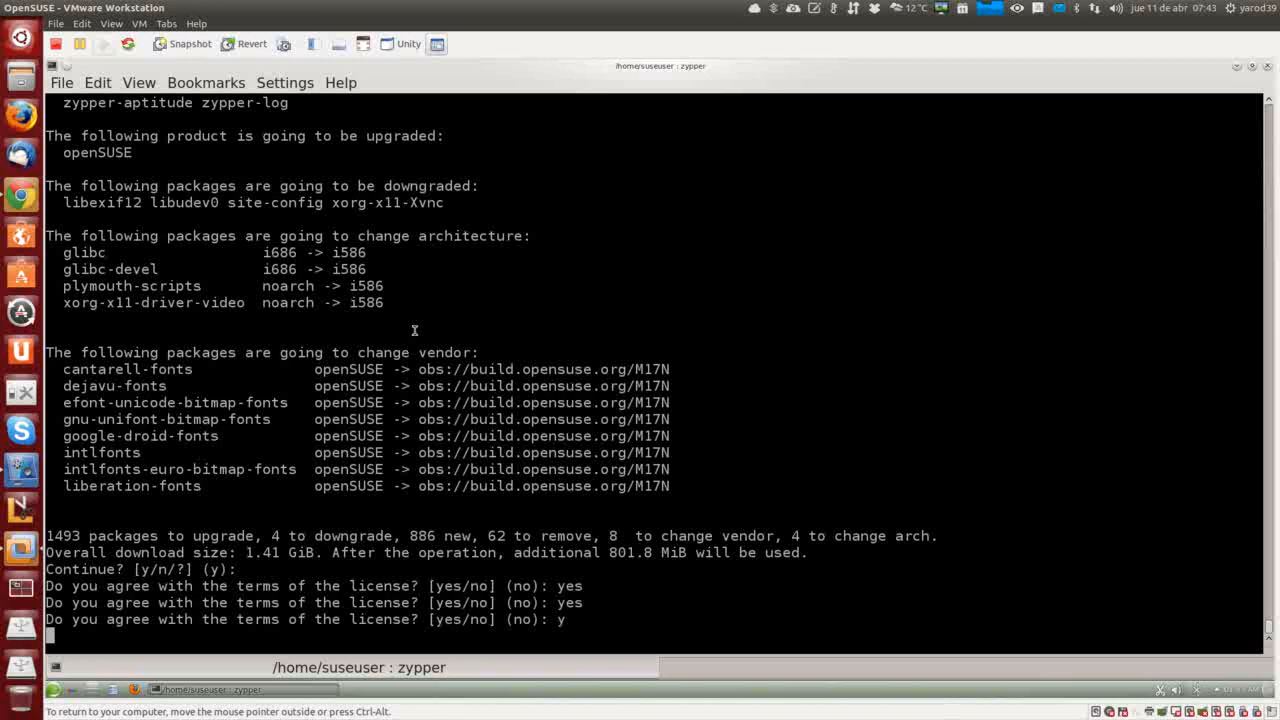 OpenSUSE - VMware Workstation
12°C
jue 11 de abr 07:43
yarod39
File Edit View VM Tabs Help
Snapshot Revert Unity
/home/suseuser : zypper
File Edit View Bookmarks Settings Help
zypper-aptitude zypper-log
The following product is going to be upgraded:
openSUSE
The following packages are going to be downgraded:
libexif12 libudev0 site-config xorg-x11-Xvnc
The following packages are going to change architecture:
glibc i686 -> i586
glibc-devel i686 -> i586
plymouth-scripts noarch -> i586
xorg-x11-driver-video noarch -> i586
The following packages are going to change vendor:
cantarell-fonts openSUSE -> obs://build.opensuse.org/M17N
dejavu-fonts openSUSE -> obs://build.opensuse.org/M17N
efont-unicode-bitmap-fonts openSUSE -> obs://build.opensuse.org/M17N
gnu-unifont-bitmap-fonts openSUSE -> obs://build.opensuse.org/M17N
google-droid-fonts openSUSE -> obs://build.opensuse.org/M17N
intlfonts openSUSE -> obs://build.opensuse.org/M17N
intlfonts-euro-bitmap-fonts openSUSE -> obs://build.opensuse.org/M17N
liberation-fonts openSUSE -> obs://build.opensuse.org/M17N
1493 packages to upgrade, 4 to downgrade, 886 new, 62 to remove, 8  to change vendor, 4 to change arch.
Overall download size: 1.41 GiB. After the operation, additional 801.8 MiB will be used.
Continue? [y/n/?] (y):
Do you agree with the terms of the license? [yes/no] (no): yes
Do you agree with the terms of the license? [yes/no] (no): yes
Do you agree with the terms of the license? [yes/no] (no): y
/home/suseuser : zypper
/home/suseuser : zypper
To return to your computer, move the mouse pointer outside or press Ctrl-Alt.